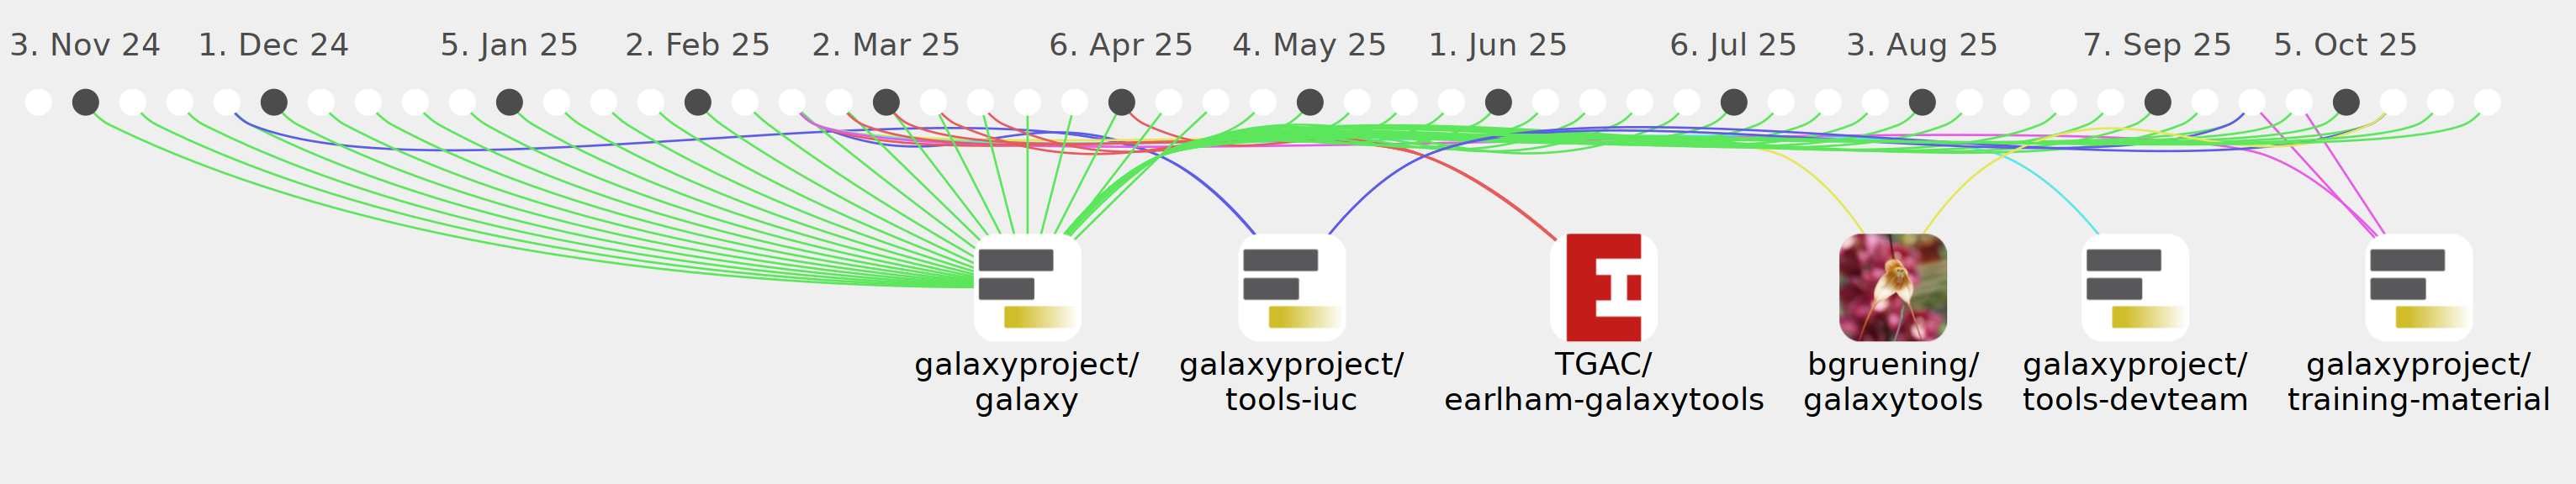 3. Nov 24 1. Dec 24 5. Jan 25 2. Feb 25 2. Mar 25 6. Apr 25 4. May 25 1. Jun 25 6. Jul 25 3. Aug 25 7. Sep 25 5. Oct 25
galaxyproject/
galaxy
galaxyproject/
tools-iuc
TGAC/
earlham-galaxytools
bgruening/
galaxytools
galaxyproject/
tools-devteam
galaxyproject/
training-material